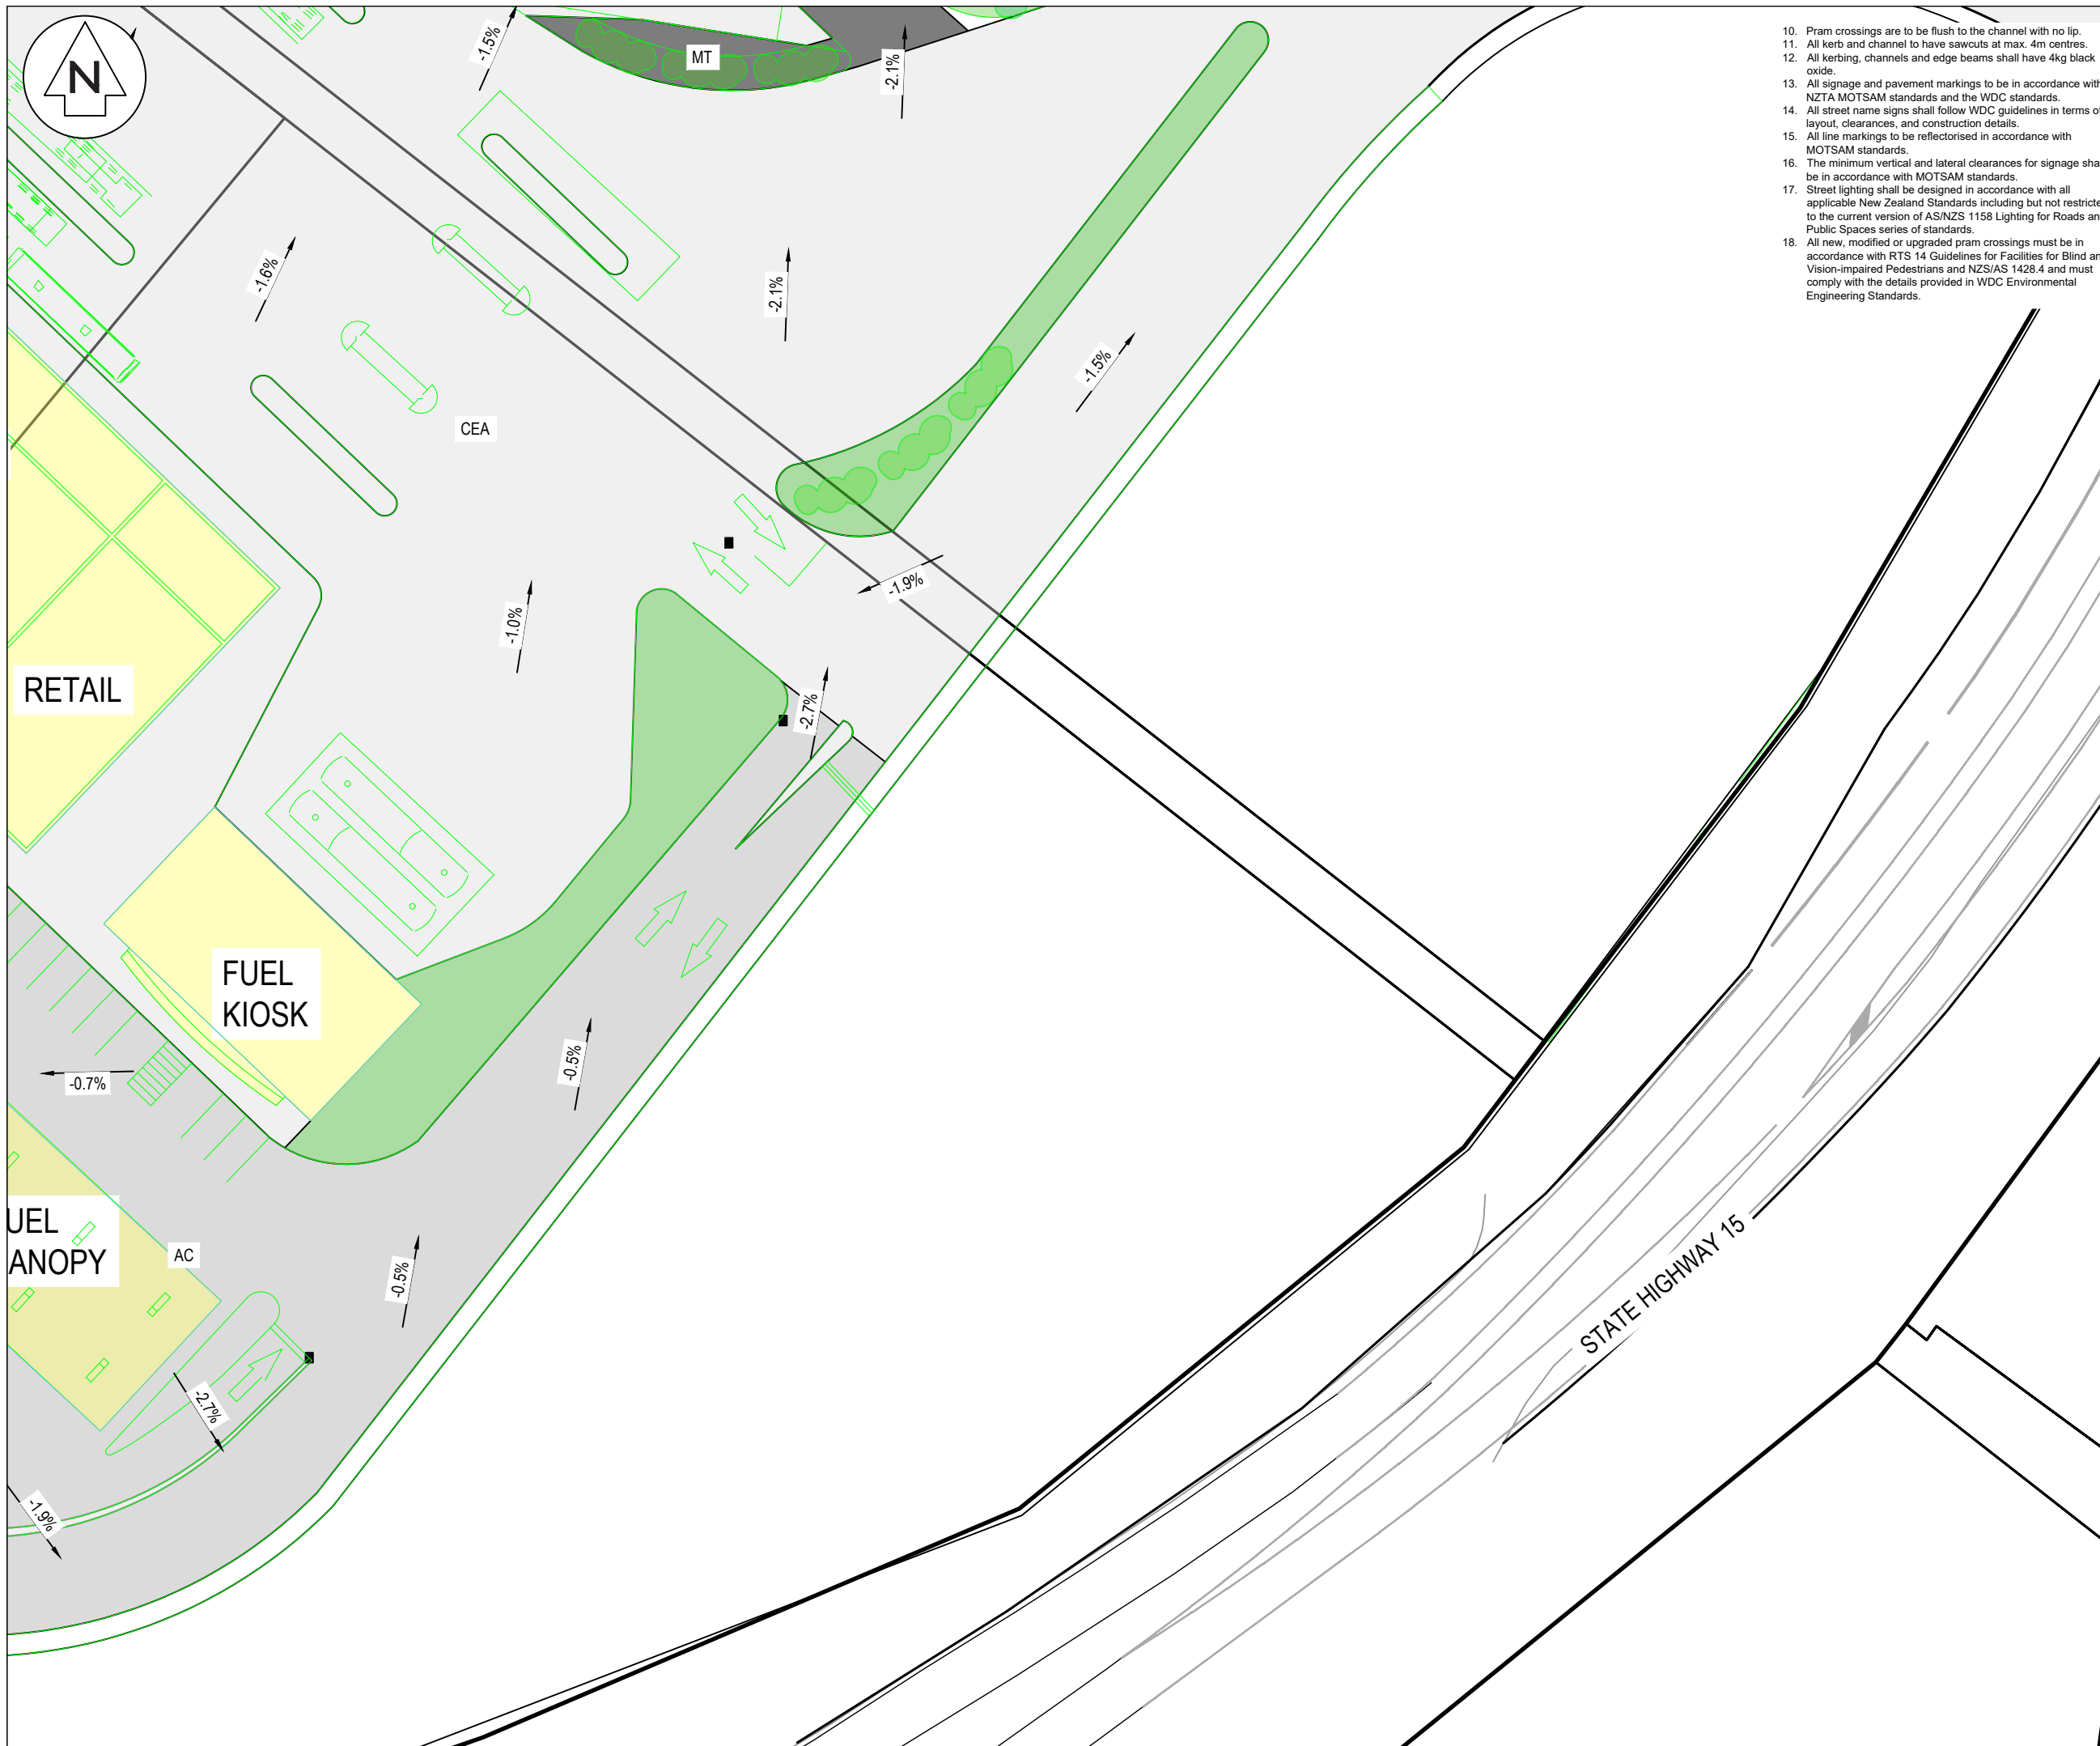 N
-1.5%
MT
-2.1%
10. Pram crossings are to be flush to the channel with no lip.
11. All kerb and channel to have sawcuts at max. 4m centres.
12. All kerbing, channels and edge beams shall have 4kg black
oxide.
13. All signage and pavement markings to be in accordance with
NZTA MOTSAM standards and the WDC standards.
14. All street name signs shall follow WDC guidelines in terms of
layout, clearances, and construction details.
15. All line markings to be reflectorised in accordance with
MOTSAM standards.
16. The minimum vertical and lateral clearances for signage sha
be in accordance with MOTSAM standards.
17. Street lighting shall be designed in accordance with all
applicable New Zealand Standards including but not restricte
to the current version of AS/NZS 1158 Lighting for Roads an
Public Spaces series of standards.
18. All new, modified or upgraded pram crossings must be in
accordance with RTS 14 Guidelines for Facilities for Blind an
Vision-impaired Pedestrians and NZS/AS 1428.4 and must
comply with the details provided in WDC Environmental
Engineering Standards.
-1.6%
-2.1%
-1.5%
CEA
-1.9%
-1.0%
RETAIL
-2.7%
FUEL
KIOSK
-0.5%
-0.7%
UEL
ANOPY
AC
-0.5%
STATE HIGHWAY 15
-2.7%
-1.9%